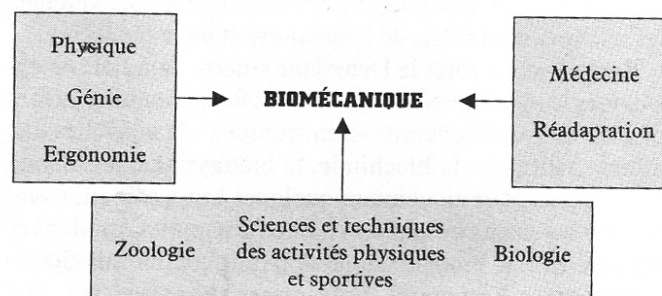 Physique
Génie
Ergonomie
BIOMÉCANIQUE
Médecine
Réadaptation
Zoologie
Sciences et techniques
des activités physiques
et sportives
Biologie